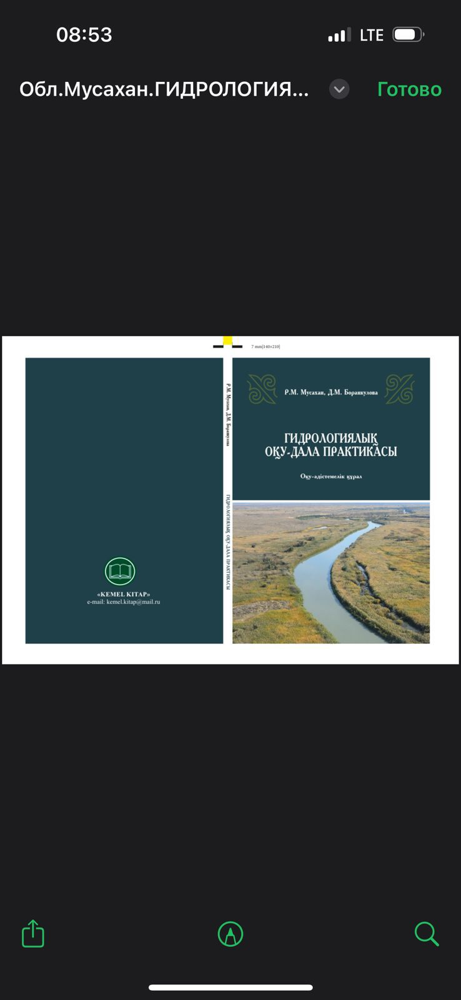 08:53
LTE
Обл.Мусахан.ГИДРОЛОГИЯ...
Готово
7 mm|140×210|
Р.М. Мусахан, Д.М. Боранкулова
ГИДРОЛОГИЯЛЫҚ ОҚУ-ДАЛА ПРАКТИКАСЫ
Р.М. Мусахан, Д.М. Боранкулова
ГИДРОЛОГИЯЛЫҚ
ОҚУ-ДАЛА ПРАКТИКАСЫ
Оқу-әдістемелік құрал
«KEMEL KITAP»
e-mail: kemel.kitap@mail.ru